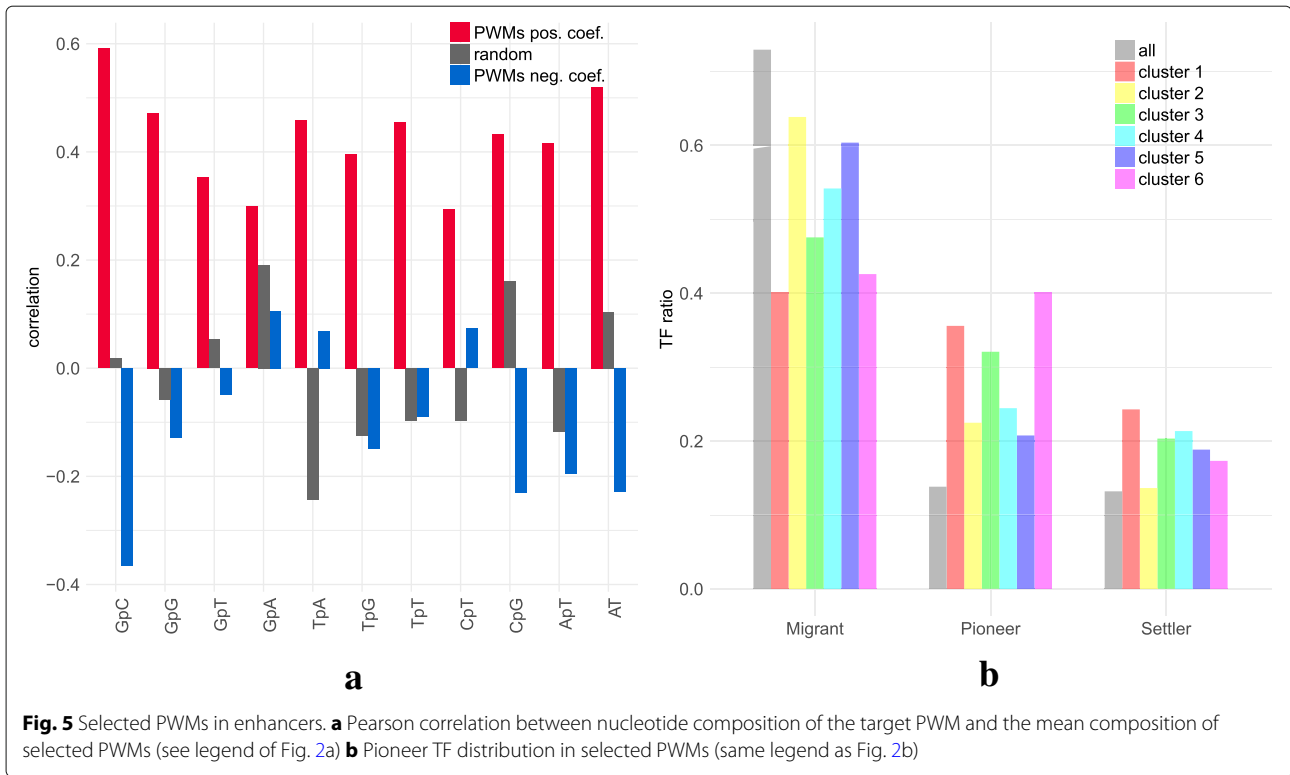 PWMs pos. coef.
random
PWMs neg. coef.
0.6
0.4
0.2
0.0
−0.2
−0.4
correlation
GpC
GpG
GpT
GpA
TpA
TpG
TpT
CpT
CpG
ApT
AT
a
all
cluster 1
cluster 2
cluster 3
cluster 4
cluster 5
cluster 6
0.6
0.4
0.2
0.0
TF ratio
Migrant
Pioneer
Settler
b
Fig. 5 Selected PWMs in enhancers. a Pearson correlation between nucleotide composition of the target PWM and the mean composition of
selected PWMs (see legend of Fig. 2a) b Pioneer TF distribution in selected PWMs (same legend as Fig. 2b)